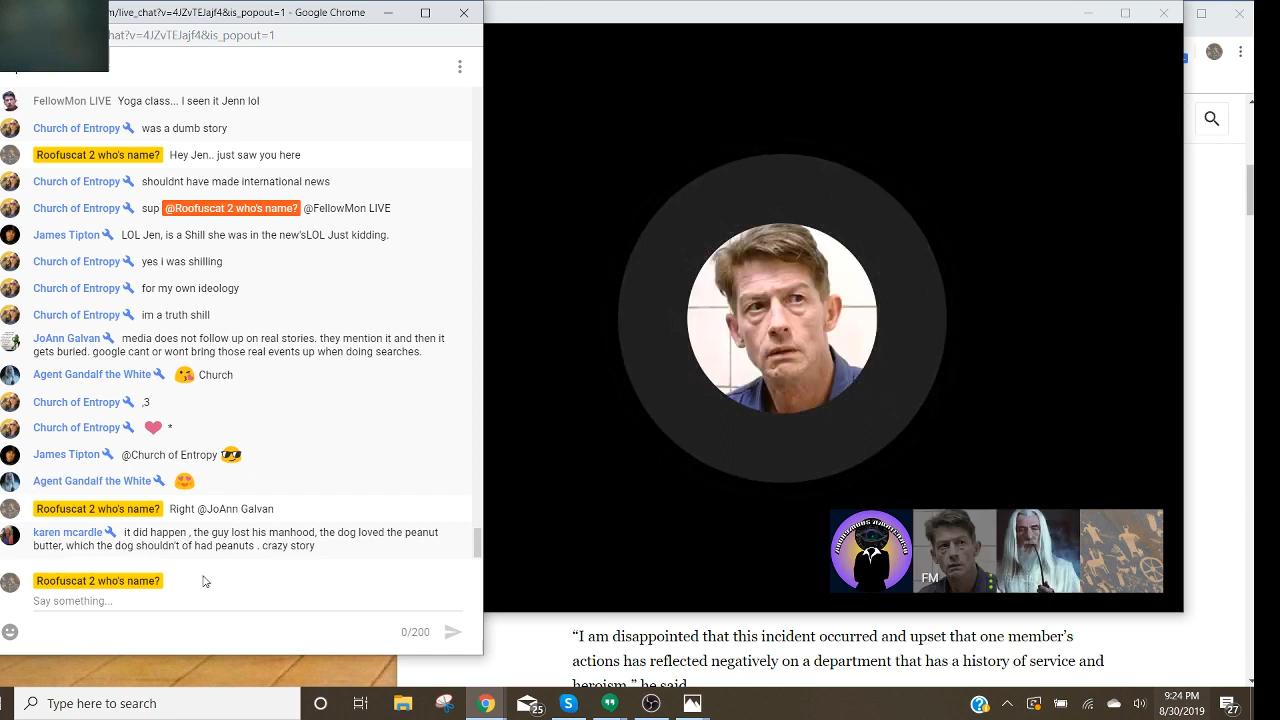 m/live_chat?v=4JZvTEJajf4&is_popout=1 - Google Chrome
hat?v=4JZvTEJajf4&is_popout=1
FellowMon LIVE Yoga class... I seen it Jenn lol
Church of Entropy was a dumb story
Roofuscat 2 who's name? Hey Jen.. just saw you here
Church of Entropy shouldnt have made international news
Church of Entropy sup @Roofuscat 2 who's name? @FellowMon LIVE
James Tipton LOL Jen, is a Shill she was in the new'sLOL Just kidding.
Church of Entropy yes i was shilling
Church of Entropy for my own ideology
Church of Entropy im a truth shill
JoAnn Galvan media does not follow up on real stories. they mention it and then it
gets buried. google cant or wont bring those real events up when doing searches.
Agent Gandalf the White 😘 Church
Church of Entropy ,3
Church of Entropy ❤ *
James Tipton @Church of Entropy 😎
Agent Gandalf the White 😍
Roofuscat 2 who's name? Right @JoAnn Galvan
karen mcardle it did happen , the guy lost his manhood, the dog loved the peanut
butter, which the dog shouldn't of had peanuts . crazy story
Roofuscat 2 who's name?
Say something...
0/200
FM
“I am disappointed that this incident occurred and upset that one member’s
actions has reflected negatively on a department that has a history of service and
heroism,” he said
Type here to search
25
9:24 PM
8/30/2019
27